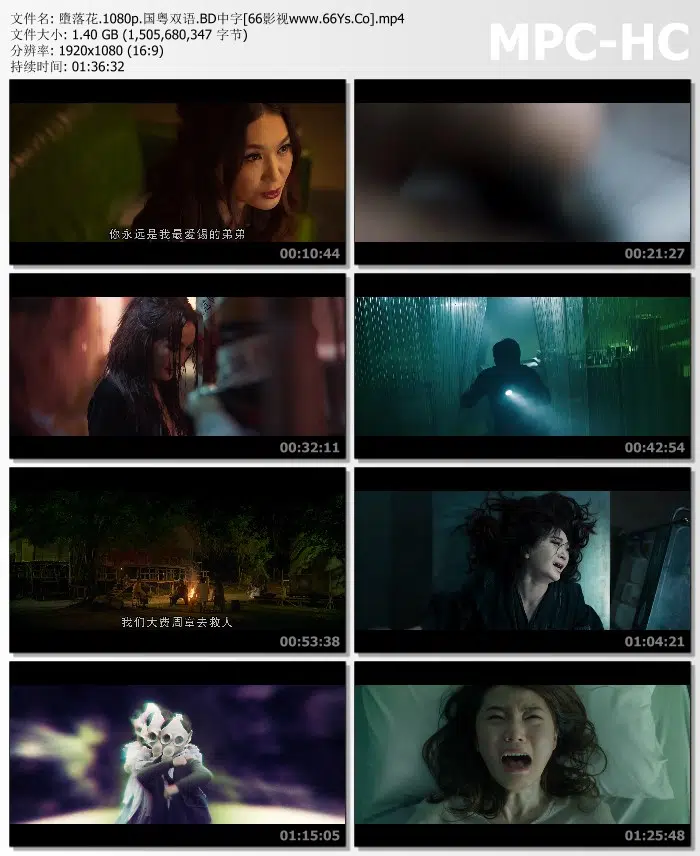 文件名: 堕落花.1080p.国粤双语.BD中字[66影视www.66Ys.Co].mp4
文件大小: 1.40 GB (1,505,680,347 字节)
分辨率: 1920x1080 (16:9)
持续时间: 01:36:32
MPC-HC
你永远是我最爱锡的弟弟
00:10:44
00:21:27
00:32:11
00:42:54
我们大费周章去救人
00:53:38
01:04:21
01:15:05
01:25:48